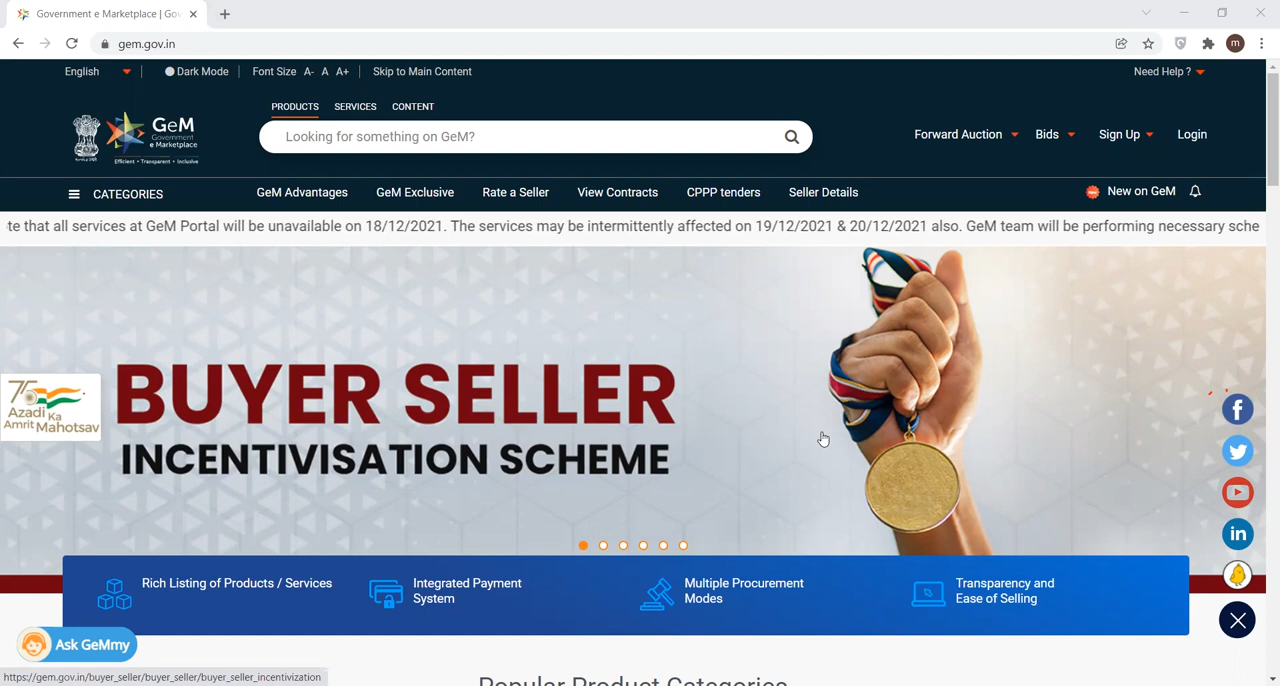 Government e Marketplace | Gov
gem.gov.in
m
English
Dark Mode
Font Size A- A A+
Skip to Main Content
Need Help ?
PRODUCTS SERVICES CONTENT
GeM
Government
e Marketplace
Efficient • Transparent • Inclusive
Looking for something on GeM?
Forward Auction
Bids
Sign Up
Login
CATEGORIES
GeM Advantages
GeM Exclusive
Rate a Seller
View Contracts
CPPP tenders
Seller Details
New on GeM
te that all services at GeM Portal will be unavailable on 18/12/2021. The services may be intermittently affected on 19/12/2021 & 20/12/2021 also. GeM team will be performing necessary sche
BUYER SELLER
INCENTIVISATION SCHEME
75
Azadi Ka
Amrit Mahotsav
f
in
Rich Listing of Products / Services
Integrated Payment
System
Multiple Procurement
Modes
Transparency and
Ease of Selling
Ask GeMmy
https://gem.gov.in/buyer_seller/buyer_seller/buyer_seller_incentivization
Popular Product Categories